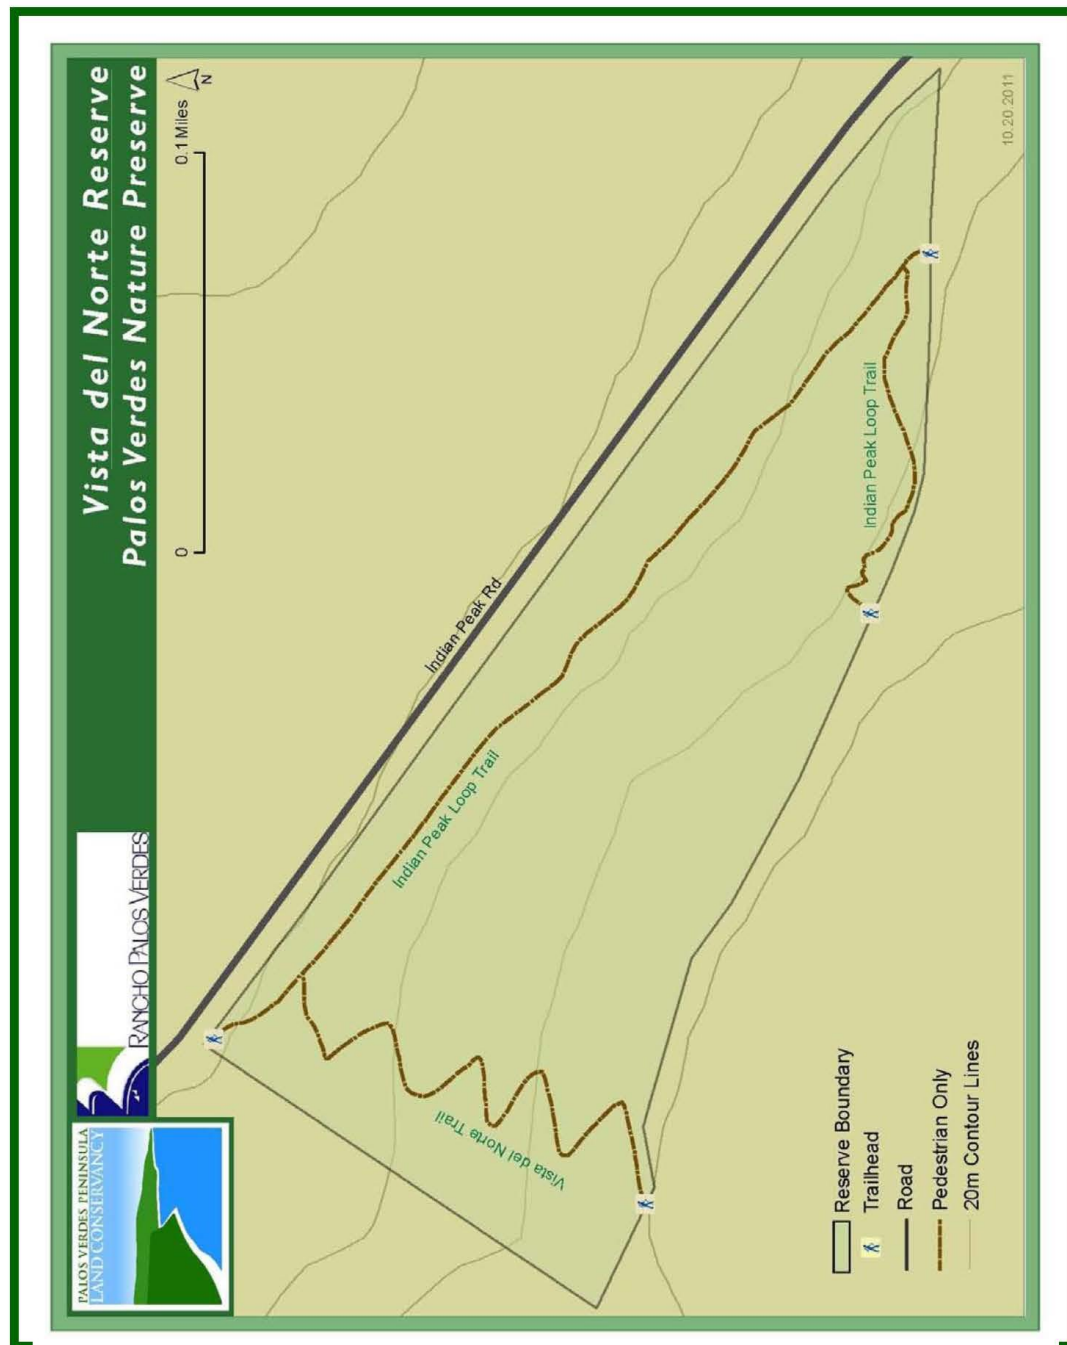 Vista del Norte Reserve
Palos Verdes Nature Preserve
PALOS VERDES PENINSULA
LAND CONSERVANCY
RANCHO PALOS VERDES
0
0.1Miles
N
Indian Peak Rd
Indian Peak Loop Trail
Vista del Norte Trail
Indian Peak Loop Trail
Reserve Boundary
Trailhead
Road
Pedestrian Only
20m Contour Lines
10.20.2011